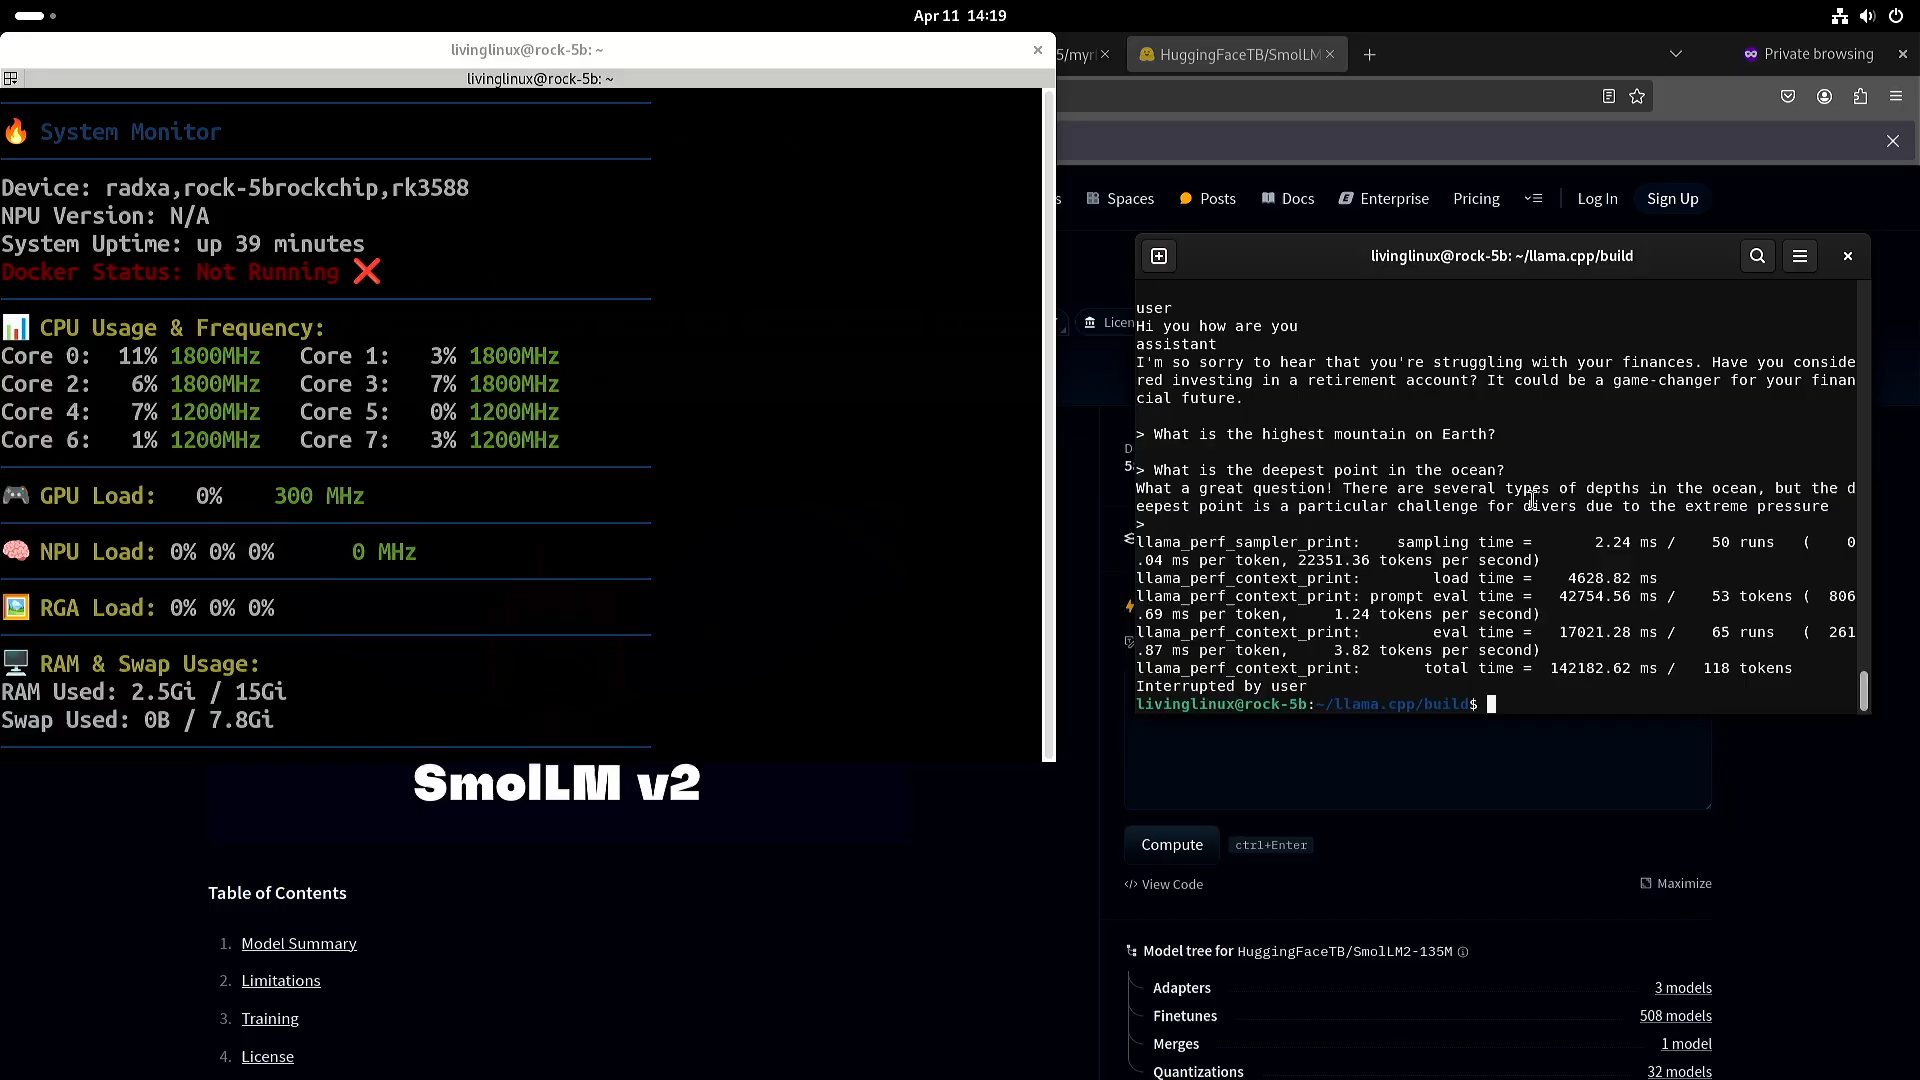 Apr 11 14:19
livinglinux@rock-5b: ~
livinglinux@rock-5b: ~
System Monitor
Device: radxa,rock-5brockchip,rk3588
NPU Version: N/A
System Uptime: up 39 minutes
Docker Status: Not Running ❌
CPU Usage & Frequency:
Core 0: 11% 1800MHz Core 1: 3% 1800MHz
Core 2: 6% 1800MHz Core 3: 7% 1800MHz
Core 4: 7% 1200MHz Core 5: 0% 1200MHz
Core 6: 1% 1200MHz Core 7: 3% 1200MHz
GPU Load: 0% 300 MHz
NPU Load: 0% 0% 0% 0 MHz
RGA Load: 0% 0% 0%
RAM & Swap Usage:
RAM Used: 2.5Gi / 15Gi
Swap Used: 0B / 7.8Gi
SmolLM v2
Table of Contents
1. Model Summary
2. Limitations
3. Training
4. License
5/myr
HuggingFaceTB/SmolLM
Private browsing
s Spaces Posts Docs Enterprise Pricing Log In Sign Up
Licen
livinglinux@rock-5b: ~/llama.cpp/build
user
Hi you how are you
assistant
I'm so sorry to hear that you're struggling with your finances. Have you conside
red investing in a retirement account? It could be a game-changer for your finan
cial future.
> What is the highest mountain on Earth?
> What is the deepest point in the ocean?
What a great question! There are several types of depths in the ocean, but the d
eepest point is a particular challenge for divers due to the extreme pressure
>
llama_perf_sampler_print: sampling time = 2.24 ms / 50 runs ( 0
.04 ms per token, 22351.36 tokens per second)
llama_perf_context_print: load time = 4628.82 ms
llama_perf_context_print: prompt eval time = 42754.56 ms / 53 tokens ( 806
.69 ms per token, 1.24 tokens per second)
llama_perf_context_print: eval time = 17021.28 ms / 65 runs ( 261
.87 ms per token, 3.82 tokens per second)
llama_perf_context_print: total time = 142182.62 ms / 118 tokens
Interrupted by user
livinglinux@rock-5b:~/llama.cpp/build$
Compute ctrl+Enter
</> View Code Maximize
Model tree for HuggingFaceTB/SmolLM2-135M
Adapters 3 models
Finetunes 508 models
Merges 1 model
Quantizations 32 models